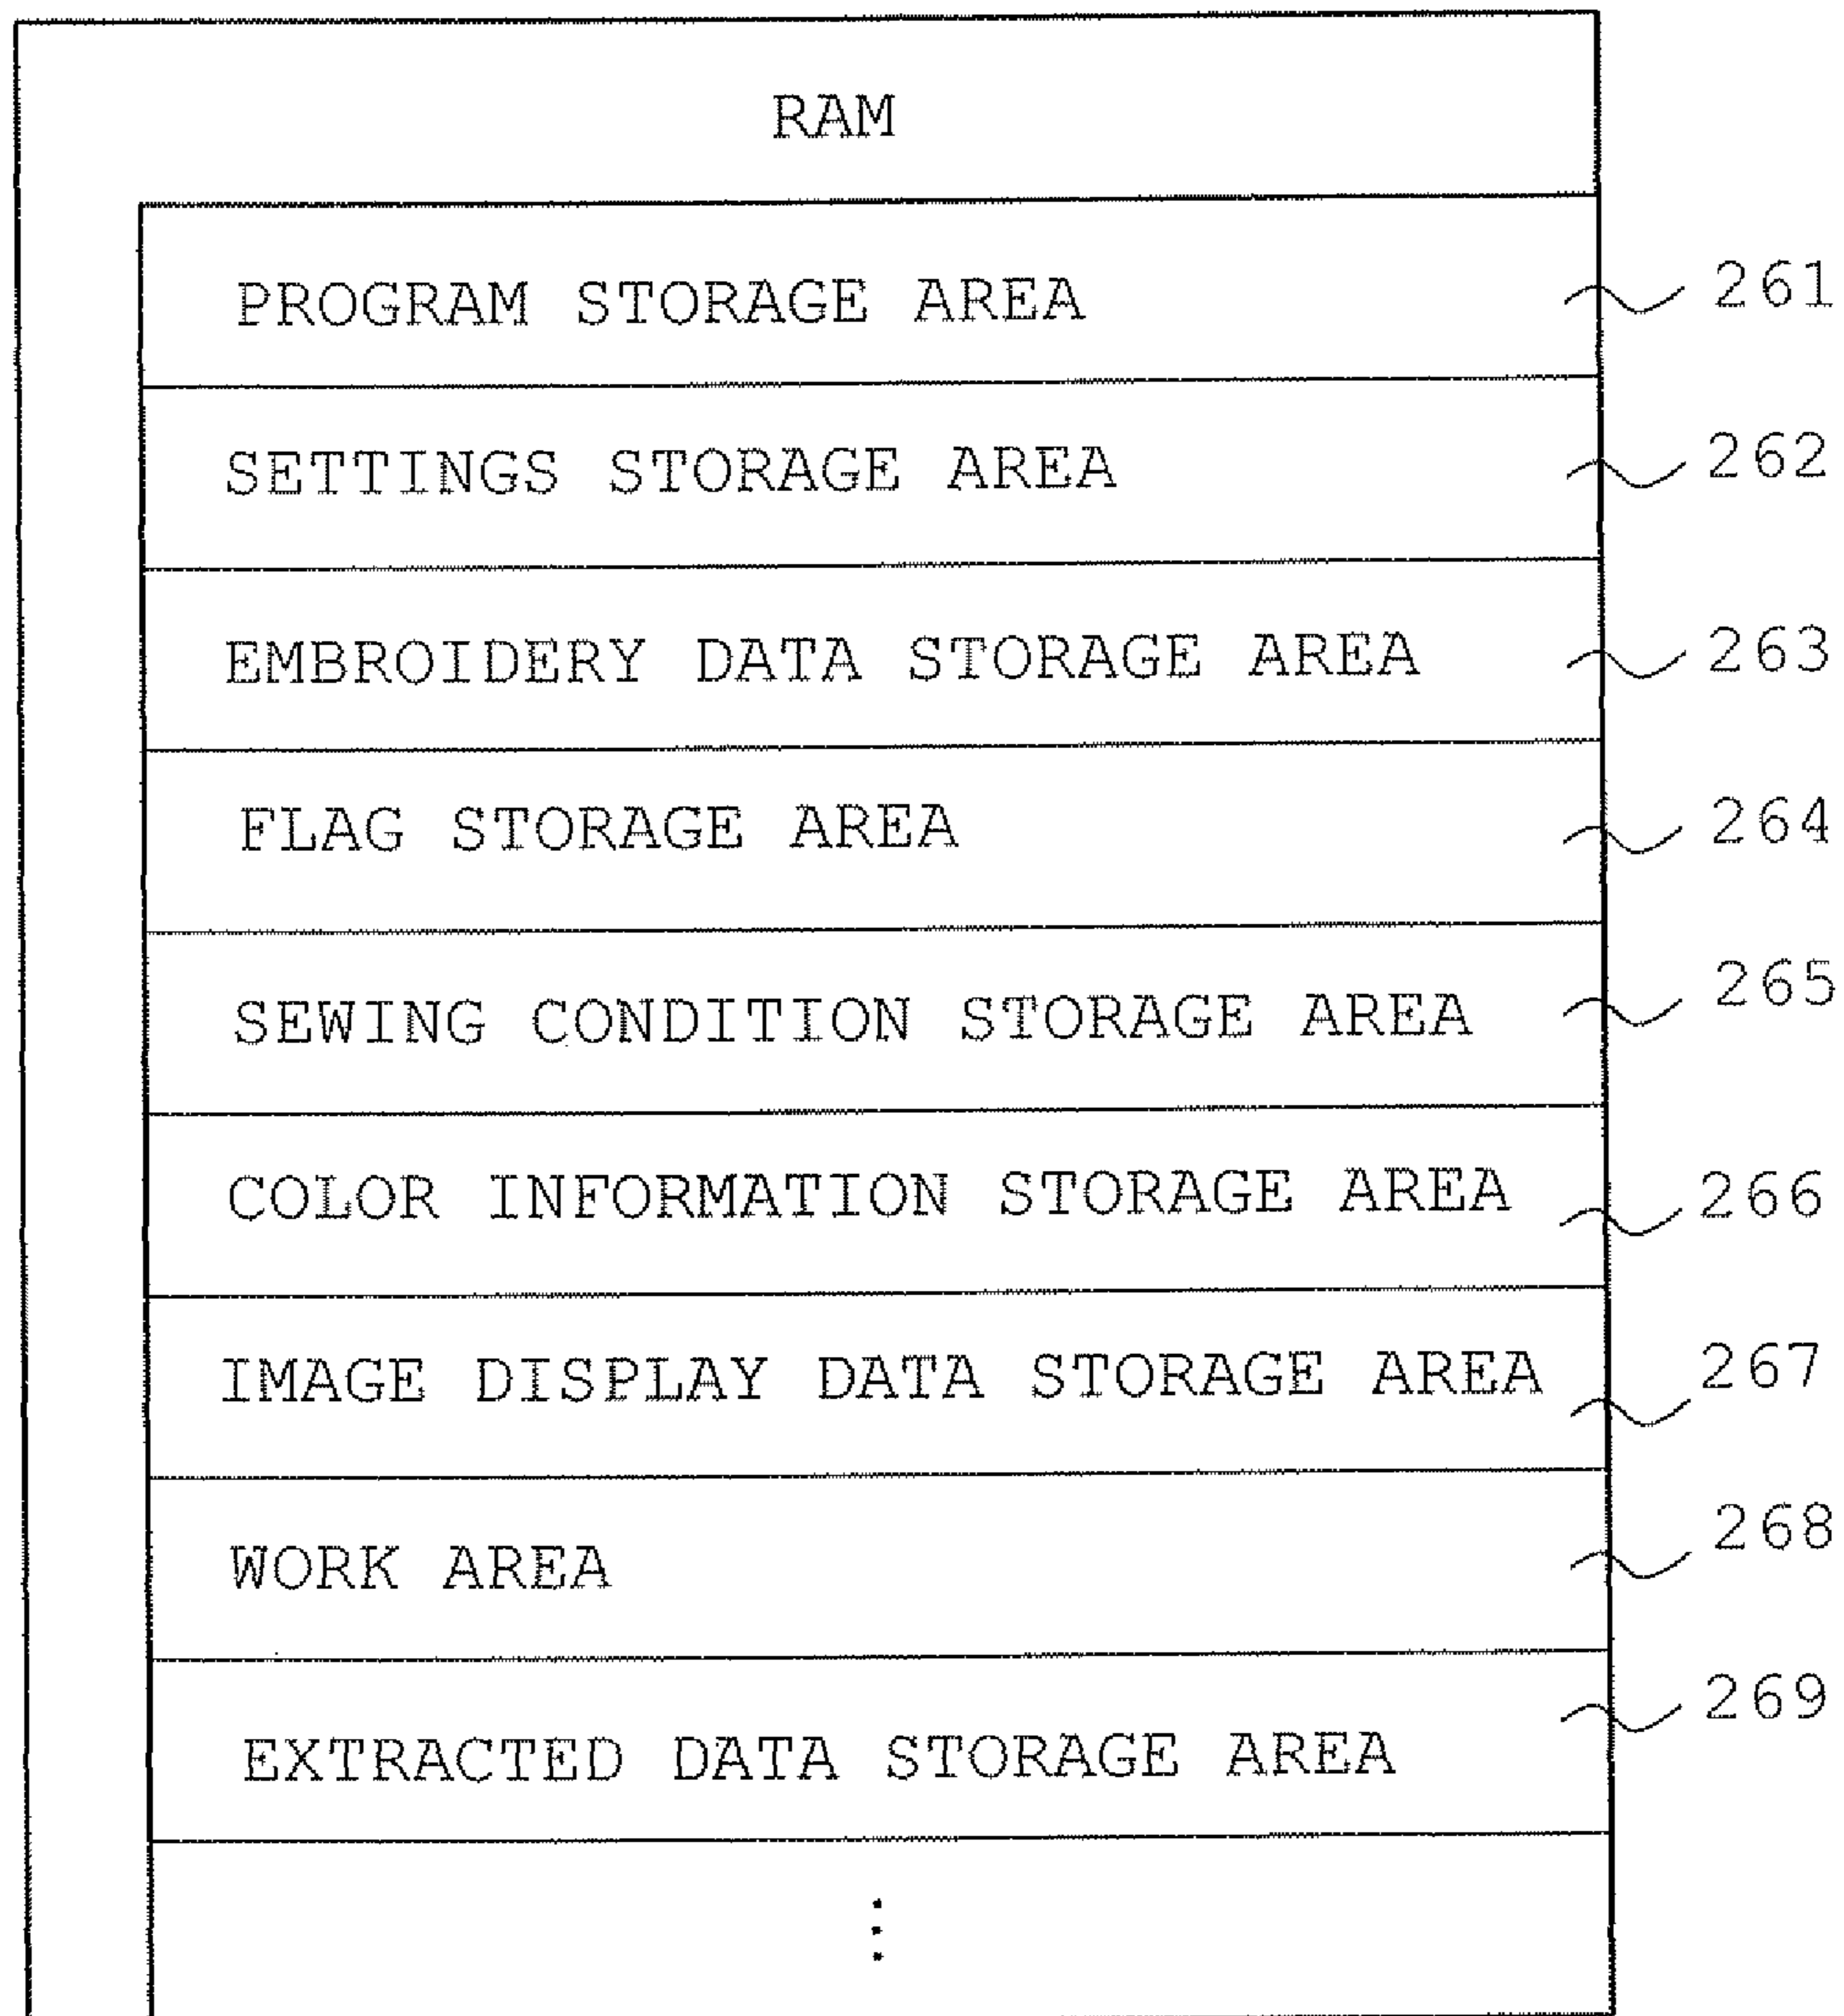 RAM
PROGRAM STORAGE AREA 261
SETTINGS STORAGE AREA 262
EMBROIDERY DATA STORAGE AREA 263
FLAG STORAGE AREA 264
SEWING CONDITION STORAGE AREA 265
COLOR INFORMATION STORAGE AREA 266
IMAGE DISPLAY DATA STORAGE AREA 267
WORK AREA 268
EXTRACTED DATA STORAGE AREA 269
⋮